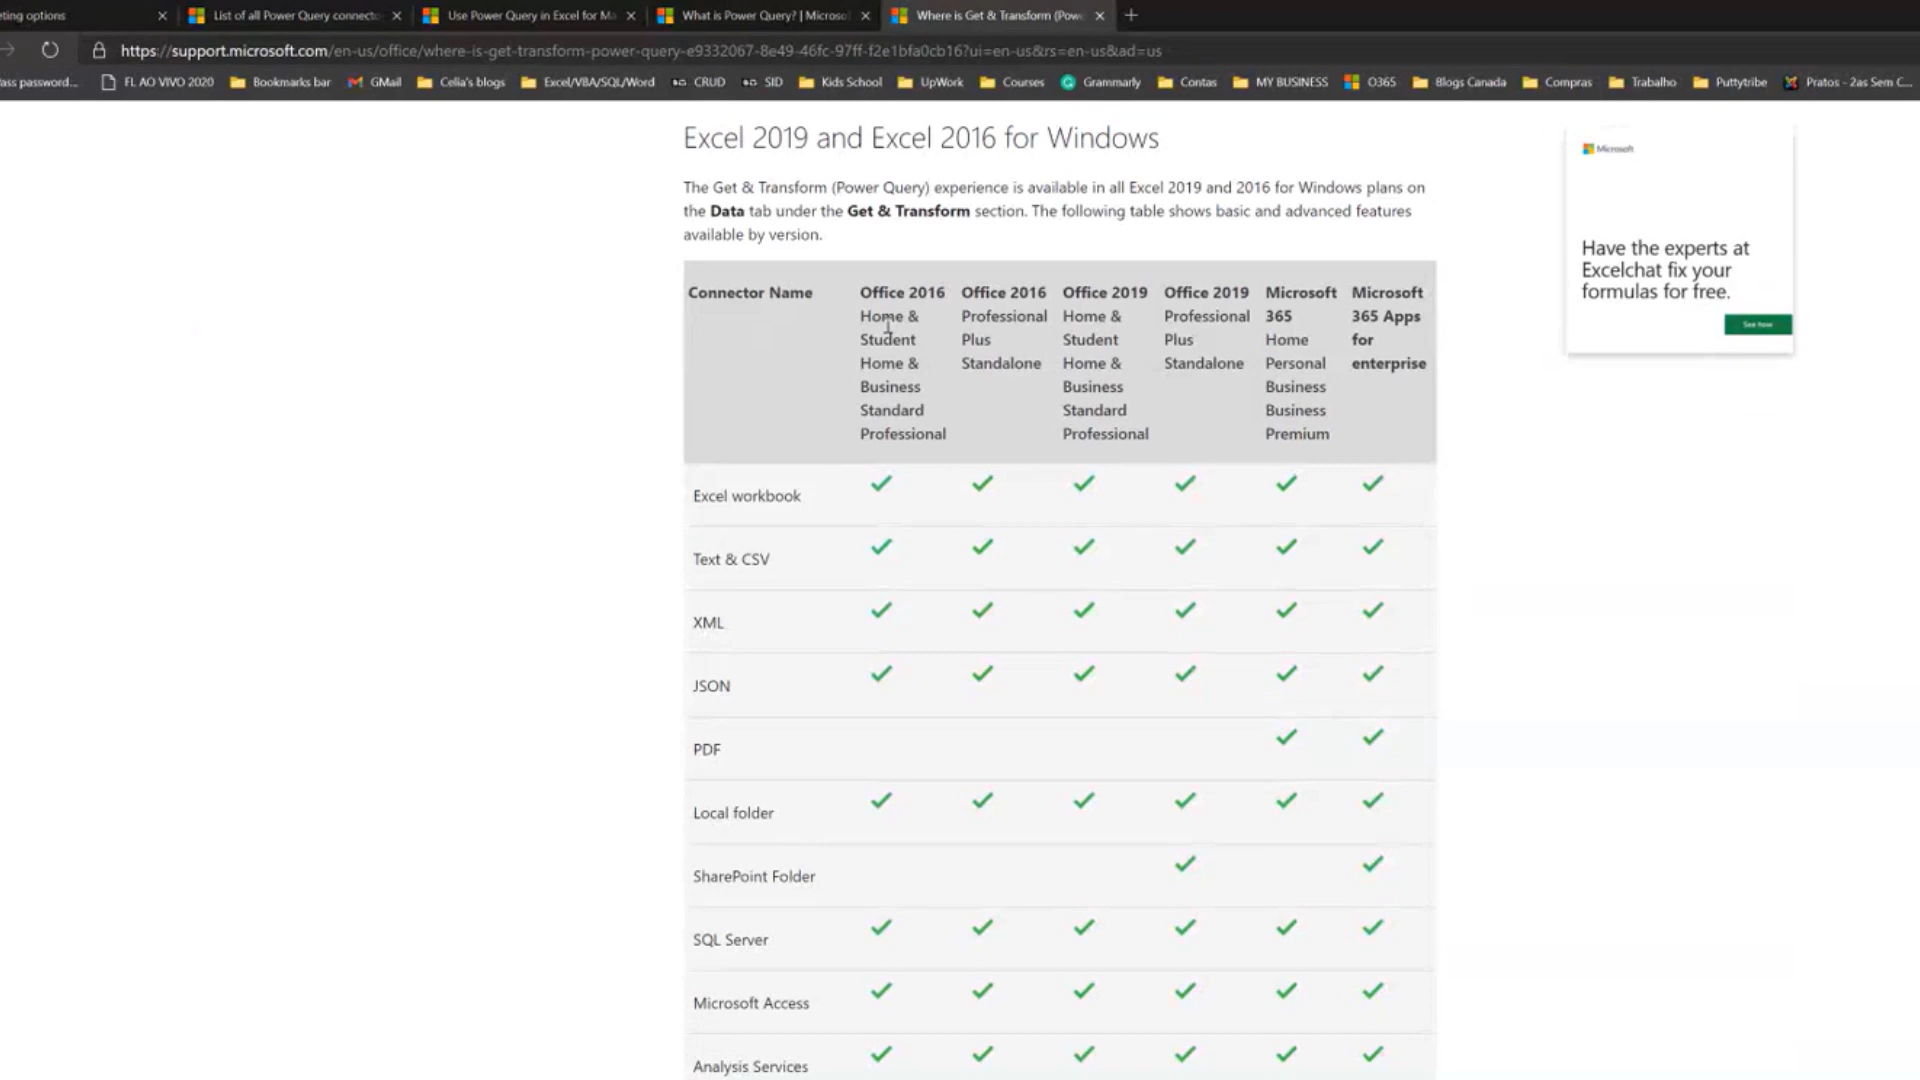 eting options
List of all Power Query connecto
Use Power Query in Excel for Ma
What is Power Query? | Microso
Where is Get & Transform (Pow
https://support.microsoft.com/en-us/office/where-is-get-transform-power-query-e9332067-8e49-46fc-97ff-f2e1bfa0cb16?ui=en-us&rs=en-us&ad=us
ass password...
FL AO VIVO 2020
Bookmarks bar
GMail
Celia's blogs
Excel/VBA/SQL/Word
CRUD
SID
Kids School
UpWork
Courses
Grammarly
Contas
MY BUSINESS
O365
Blogs Canada
Compras
Trabalho
Puttytribe
Pratos - 2as Sem C...
Excel 2019 and Excel 2016 for Windows
The Get & Transform (Power Query) experience is available in all Excel 2019 and 2016 for Windows plans on
the Data tab under the Get & Transform section. The following table shows basic and advanced features
available by version.
Connector Name
Office 2016
Home &
Student
Home &
Business
Standard
Professional
Office 2016
Professional
Plus
Standalone
Office 2019
Home &
Student
Home &
Business
Standard
Professional
Office 2019
Professional
Plus
Standalone
Microsoft
365
Home
Personal
Business
Business
Premium
Microsoft
365 Apps
for
enterprise
Excel workbook
Text & CSV
XML
JSON
PDF
Local folder
SharePoint Folder
SQL Server
Microsoft Access
Analysis Services
Microsoft
Have the experts at
Excelchat fix your
formulas for free.
See how